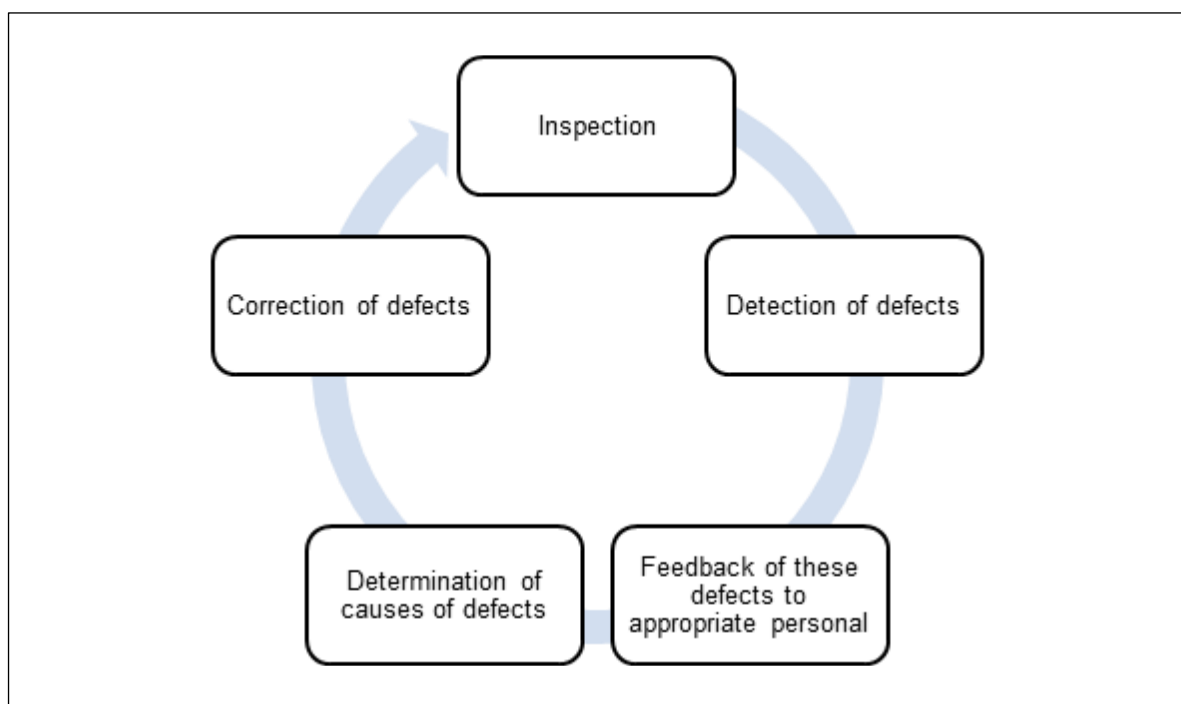 Inspection
Correction of defects
Detection of defects
Determination of
causes of defects
Feedback of these
defects to
appropriate personal